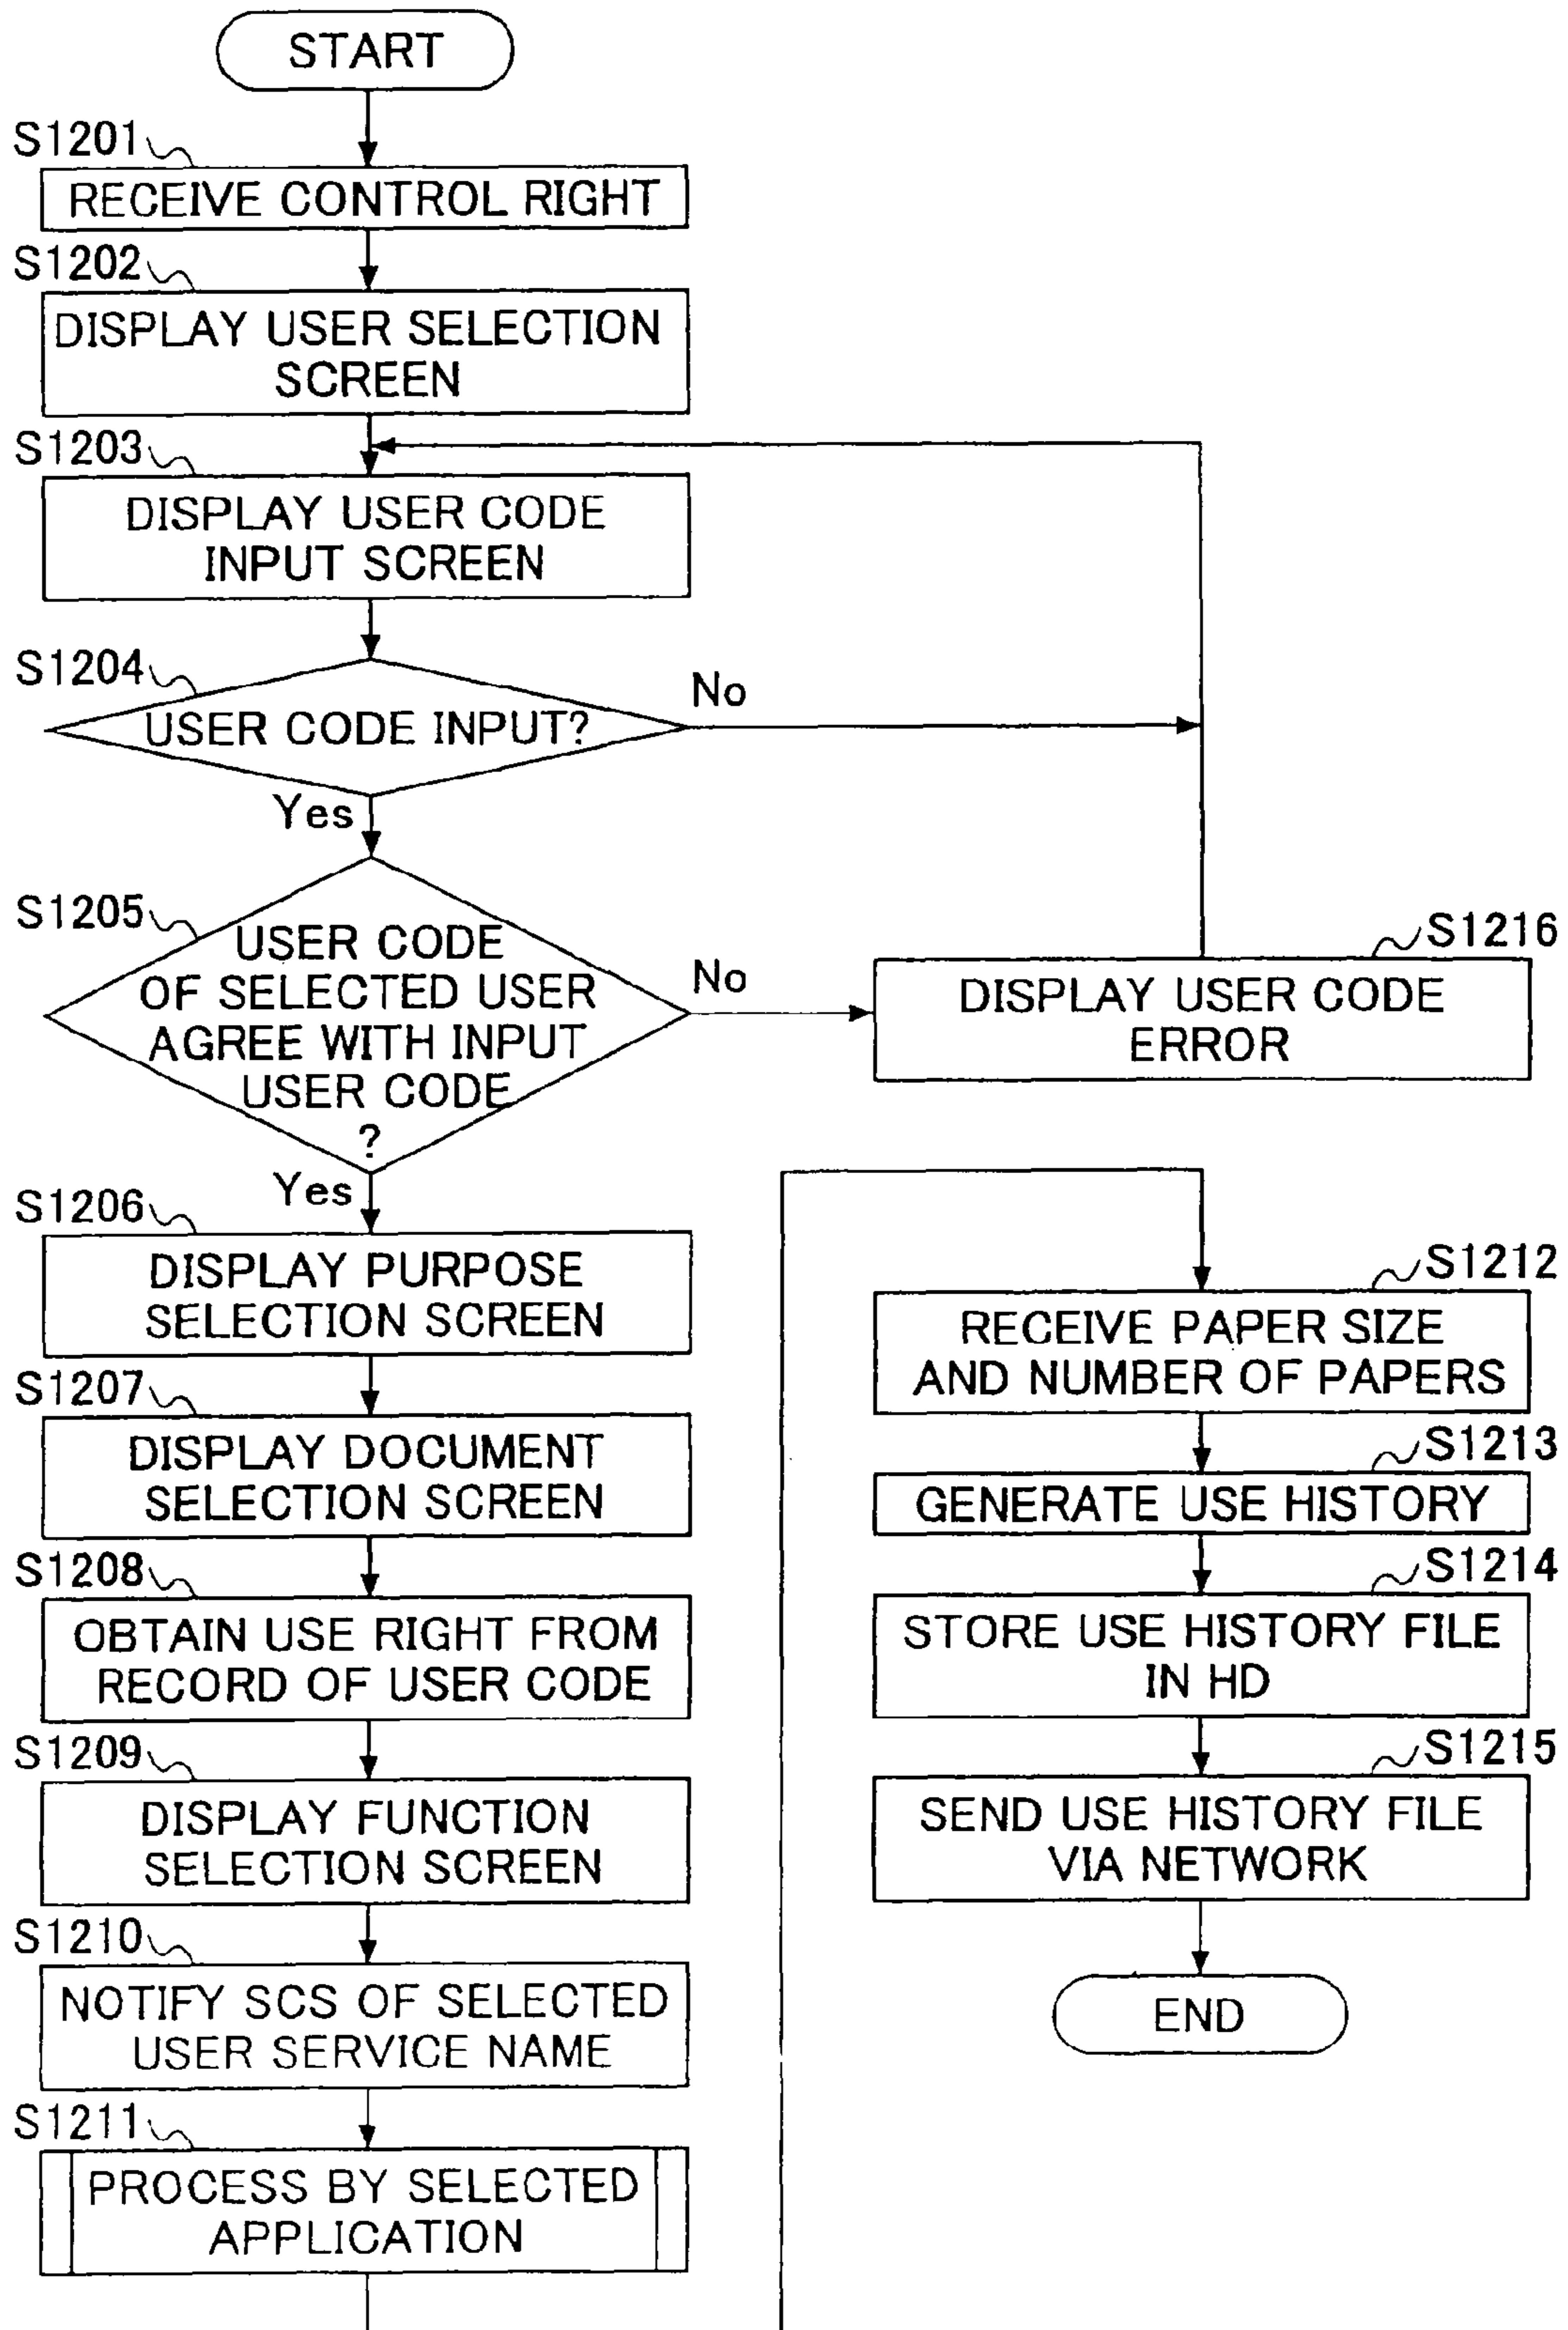 START
S1201
RECEIVE CONTROL RIGHT
S1202
DISPLAY USER SELECTION
SCREEN
S1203
DISPLAY USER CODE
INPUT SCREEN
S1204
USER CODE INPUT?
No
Yes
S1205
USER CODE
OF SELECTED USER
AGREE WITH INPUT
USER CODE
?
No
Yes
S1216
DISPLAY USER CODE
ERROR
S1206
DISPLAY PURPOSE
SELECTION SCREEN
S1207
DISPLAY DOCUMENT
SELECTION SCREEN
S1208
OBTAIN USE RIGHT FROM
RECORD OF USER CODE
S1209
DISPLAY FUNCTION
SELECTION SCREEN
S1210
NOTIFY SCS OF SELECTED
USER SERVICE NAME
S1211
PROCESS BY SELECTED
APPLICATION
S1212
RECEIVE PAPER SIZE
AND NUMBER OF PAPERS
S1213
GENERATE USE HISTORY
S1214
STORE USE HISTORY FILE
IN HD
S1215
SEND USE HISTORY FILE
VIA NETWORK
END